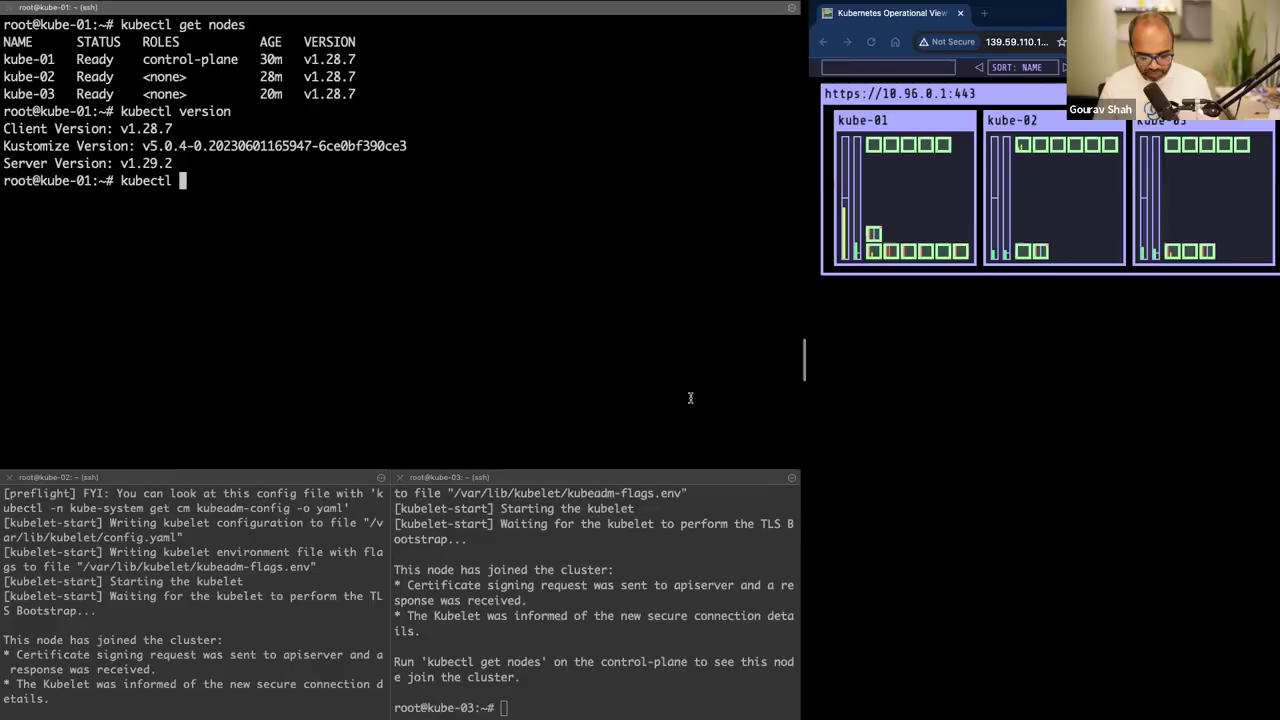 root@kube-01: ~ (ssh)
root@kube-01:~# kubectl get nodes
NAME STATUS ROLES AGE VERSION
kube-01 Ready control-plane 30m v1.28.7
kube-02 Ready <none> 28m v1.28.7
kube-03 Ready <none> 20m v1.28.7
root@kube-01:~# kubectl version
Client Version: v1.28.7
Kustomize Version: v5.0.4-0.20230601165947-6ce0bf390ce3
Server Version: v1.29.2
root@kube-01:~# kubectl
root@kube-02: ~ (ssh)
[preflight] FYI: You can look at this config file with 'k
ubectl -n kube-system get cm kubeadm-config -o yaml'
[kubelet-start] Writing kubelet configuration to file "/v
ar/lib/kubelet/config.yaml"
[kubelet-start] Writing kubelet environment file with fla
gs to file "/var/lib/kubelet/kubeadm-flags.env"
[kubelet-start] Starting the kubelet
[kubelet-start] Waiting for the kubelet to perform the TL
S Bootstrap...
This node has joined the cluster:
* Certificate signing request was sent to apiserver and a
response was received.
* The Kubelet was informed of the new secure connection d
etails.
root@kube-03: ~ (ssh)
to file "/var/lib/kubelet/kubeadm-flags.env"
[kubelet-start] Starting the kubelet
[kubelet-start] Waiting for the kubelet to perform the TLS B
ootstrap...
This node has joined the cluster:
* Certificate signing request was sent to apiserver and a re
sponse was received.
* The Kubelet was informed of the new secure connection deta
ils.
Run 'kubectl get nodes' on the control-plane to see this nod
e join the cluster.
root@kube-03:~#
Kubernetes Operational View
Not Secure 139.59.110.1...
SORT: NAME
https://10.96.0.1:443
Gourav Shah
kube-01 kube-02 kube-03